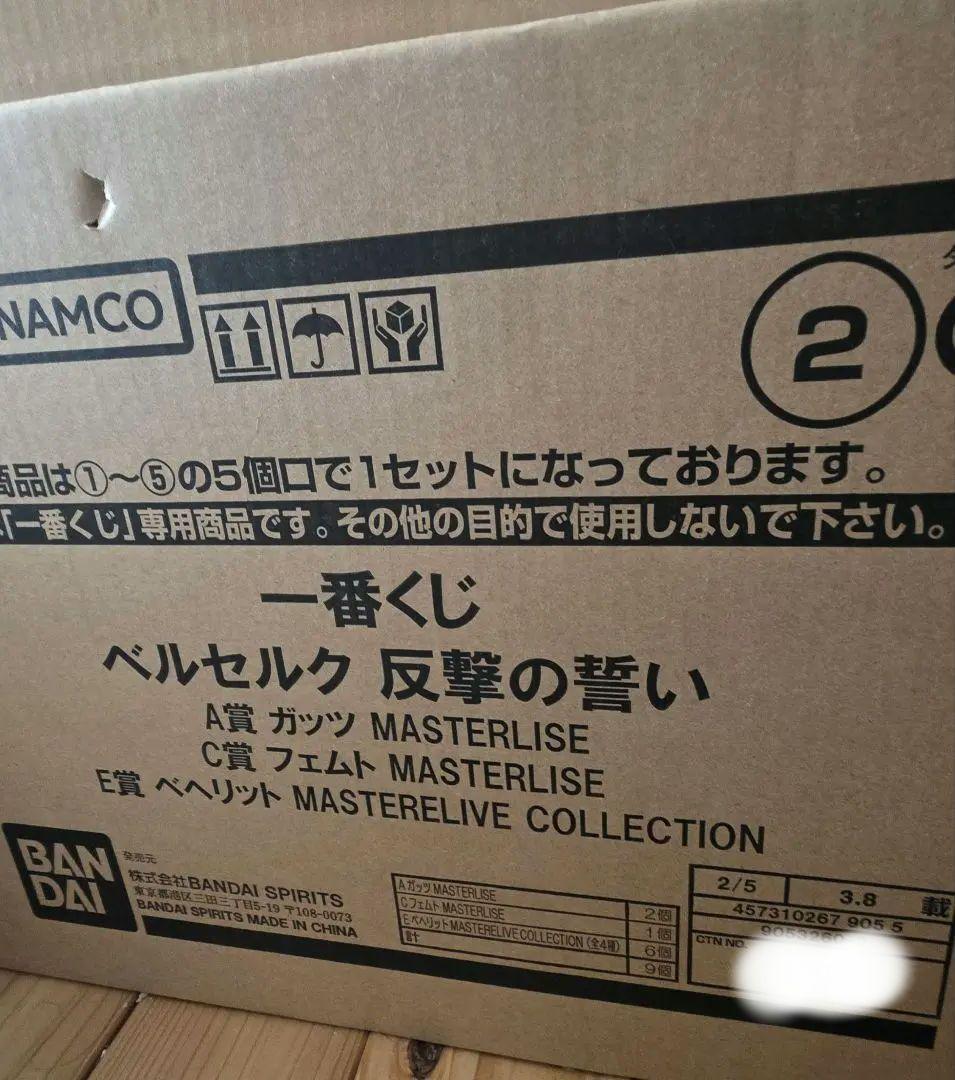 NAMCO
2
商品は①～⑤の5個口で1セットになっております。
「一番くじ」専用商品です。その他の目的で使用しないで下さい。
一番くじ
ベルセルク 反撃の誓い
A賞 ガッツ MASTERLISE
C賞 フェムト MASTERLISE
E賞 ベヘリット MASTERELIVE COLLECTION
BAN
DAI
発売元
株式会社BANDAI SPIRITS
東京都港区三田三丁目5-19 〒108-0073
BANDAI SPIRITS MADE IN CHINA
A ガッツ MASTERLISE 2個
C フェムト MASTERLISE 1個
E ベヘリット MASTERELIVE COLLECTION (全4種) 6個
計 9個
2/5 3.8 載
457310267 905 5
CTN NO.